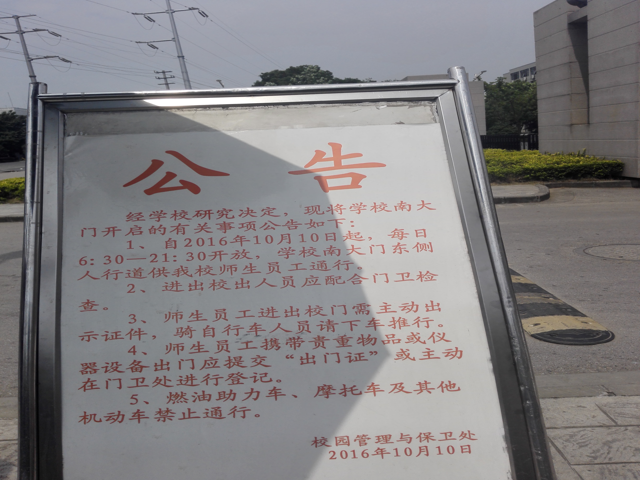 公告
经学校研究决定，现将学校南大
门开启的有关事项公告如下：
1、自2016年10月10日起，每日
6:30—21:30开放，学校南大门东侧
人行道供我校师生员工通行。
2、进出校出人员应配合门卫检
查。
3、师生员工进出校门需主动出
示证件，骑自行车人员请下车推行。
4、师生员工携带贵重物品或仪
器设备出门应提交“出门证”或主动
在门卫处进行登记。
5、燃油助力车、摩托车及其他
机动车禁止通行。
校园管理与保卫处
2016年10月10日